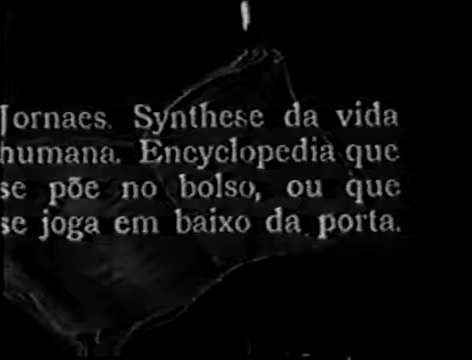 Jornaes. Synthese da vida
humana. Encyclopedia que
se põe no bolso, ou que
se joga em baixo da porta.